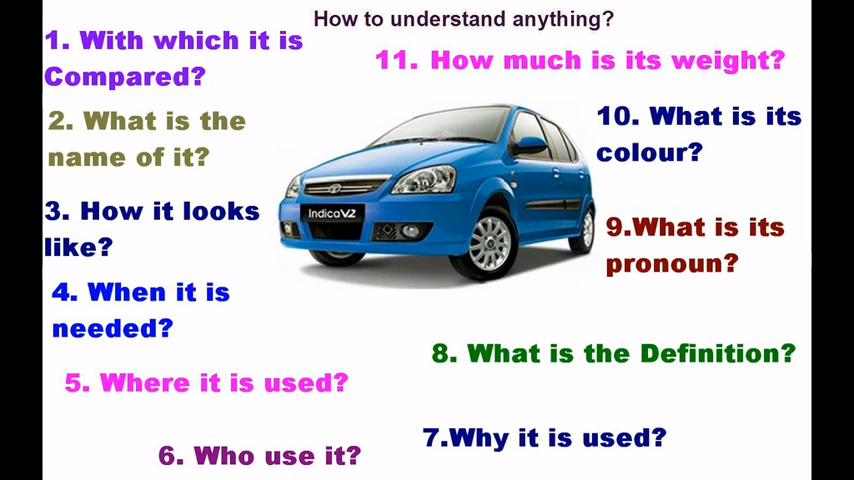 How to understand anything?
1. With which it is
Compared?
2. What is the
name of it?
3. How it looks
like?
4. When it is
needed?
5. Where it is used?
6. Who use it?
7.Why it is used?
8. What is the Definition?
9.What is its
pronoun?
10. What is its
colour?
11. How much is its weight?
IndicaV2